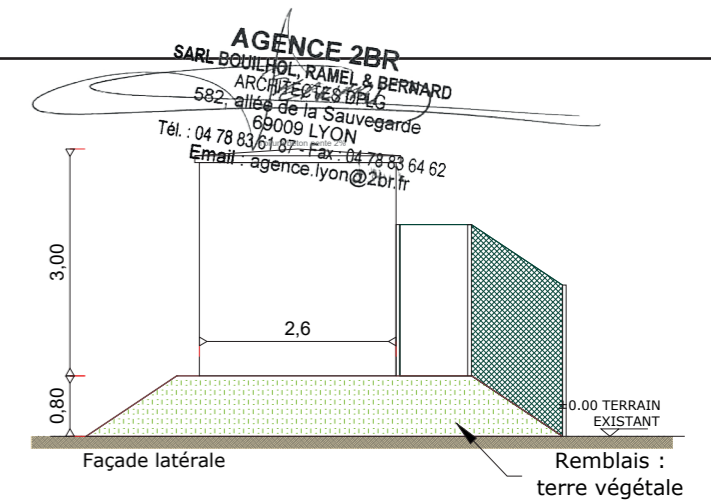 AGENCE 2BR
SARL BOUILHOL, RAMEL & BERNARD
ARCHITECTES DPLG
582, allée de la Sauvegarde
69009 LYON
Tél. : 04 78 83 61 87 - Fax : 04 78 83 64 62
Email : agence.lyon@2br.fr
3,00
2,6
0,80
±0.00 TERRAIN
EXISTANT
Façade latérale
Remblais :
terre végétale